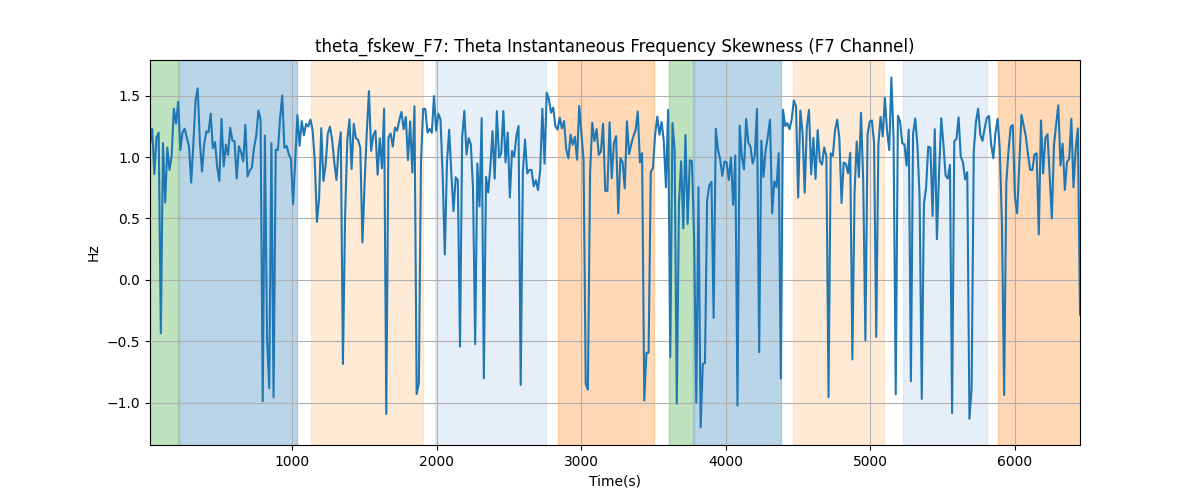 theta_fskew_F7: Theta Instantaneous Frequency Skewness (F7 Channel)
Hz
1.5
1.0
0.5
0.0
−0.5
−1.0
1000 2000 3000 4000 5000 6000
Time(s)